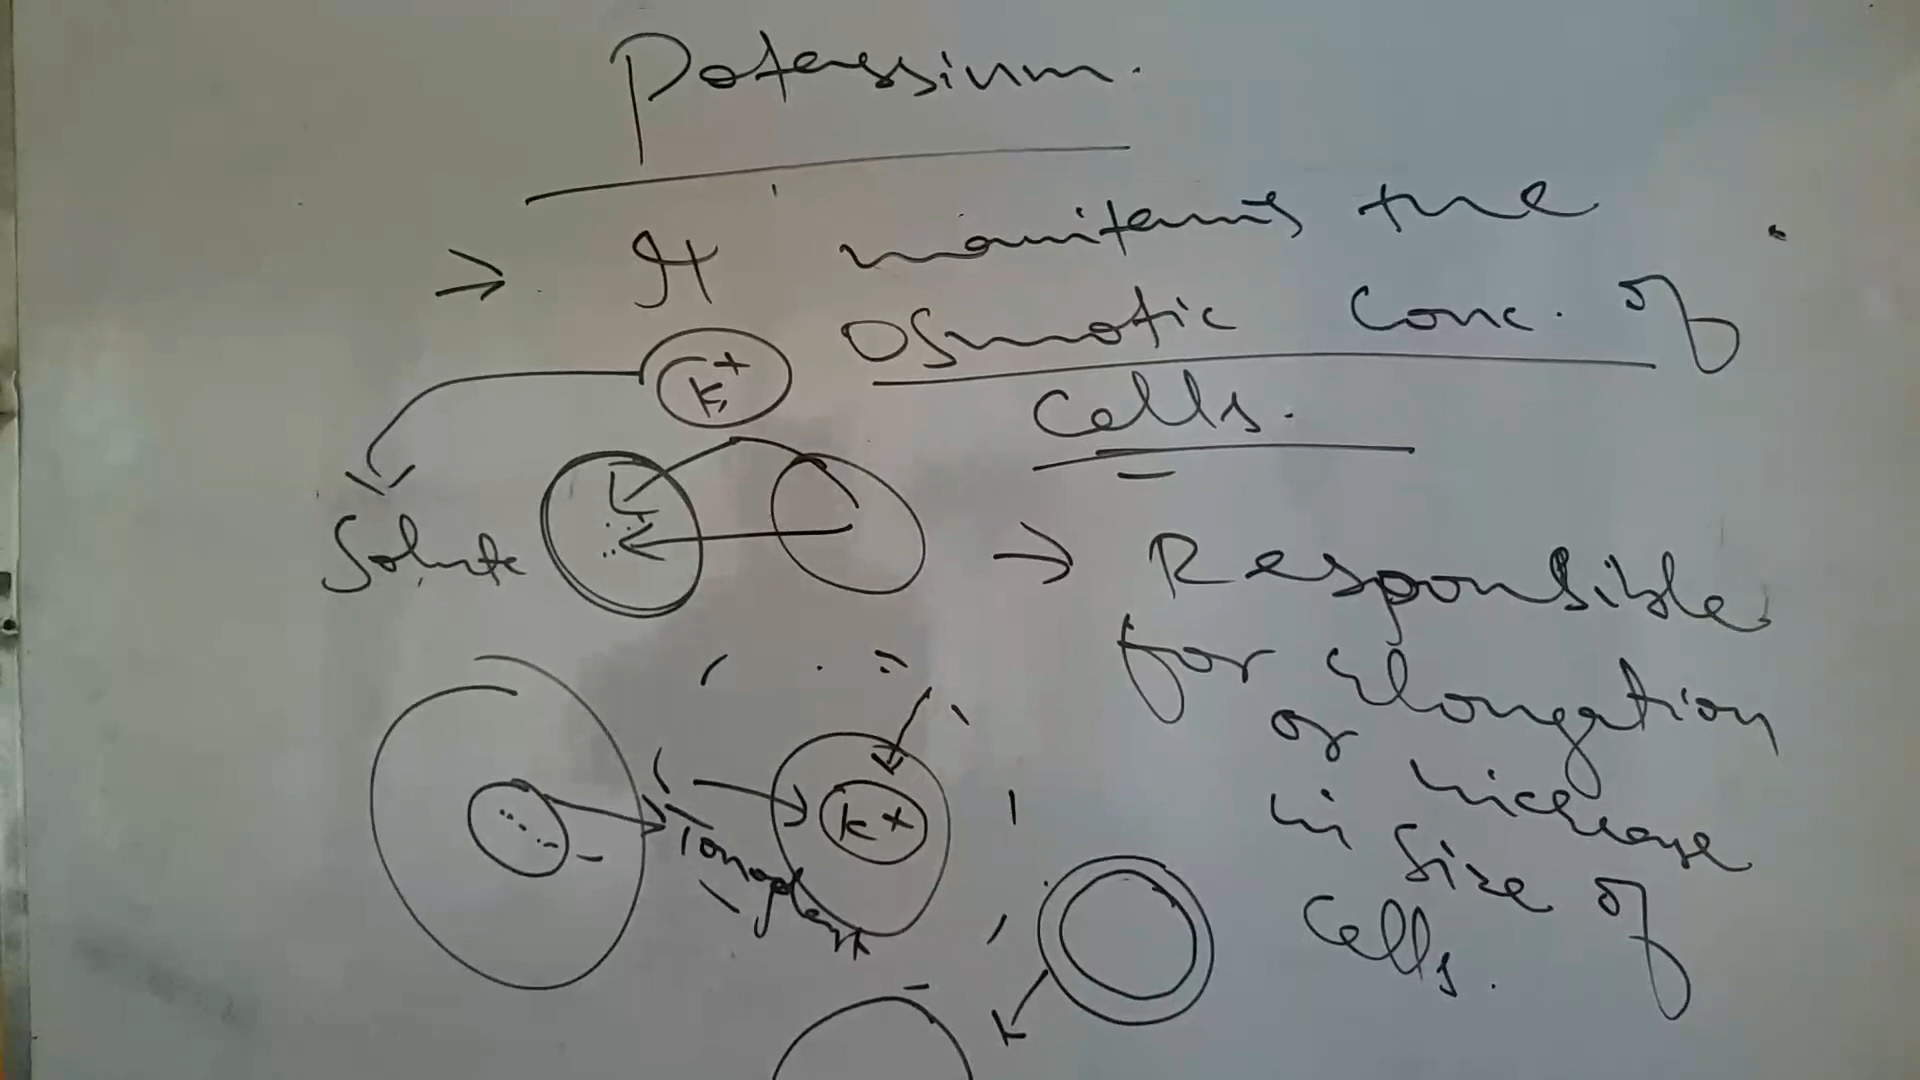 Potassium.
→ It maintains the
Osmotic Conc. of
Cells.
K+
Solute
→ Responsible
for Elongation
or increase
in Size of
Cells.
K+
Tonoplast